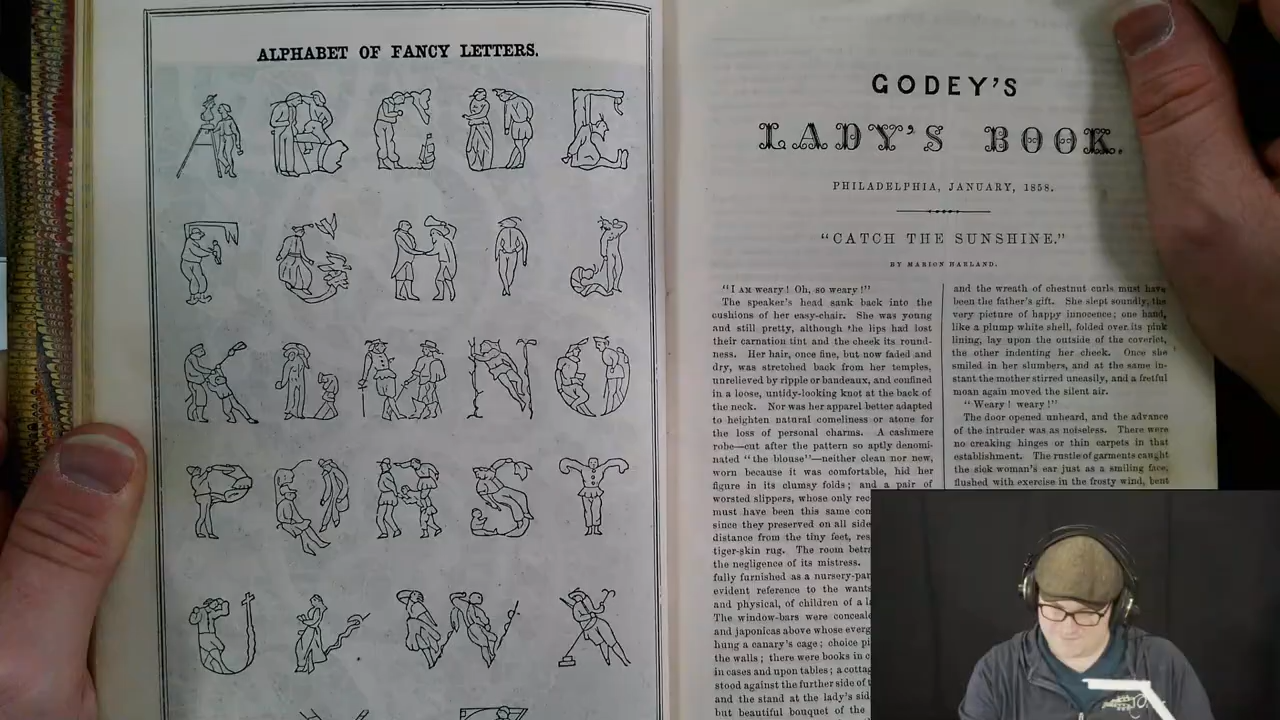 ALPHABET OF FANCY LETTERS.
A B C D E
F G H I J
K L M N O
P Q R S T
U V W X
Y Z
GODEY'S
LADY'S BOOK.
PHILADELPHIA, JANUARY, 1858.
"CATCH THE SUNSHINE."
BY MARION HARLAND.
"I AM weary! Oh, so weary!"
The speaker's head sank back into the
cushions of her easy-chair. She was young
and still pretty, although the lips had lost
their carnation tint and the cheek its round-
ness. Her hair, once fine, but now faded and
dry, was stretched back from her temples,
unrelieved by ripple or bandeaux, and confined
in a loose, untidy-looking knot at the back of
the neck. Nor was her apparel better adapted
to heighten natural comeliness or atone for
the loss of personal charms. A cashmere
robe—cut after the pattern so aptly denomi-
nated "the blouse"—neither clean nor new,
worn because it was comfortable, hid her
figure in its clumsy folds; and a pair of
worsted slippers, whose only rec
must have been this same con
since they preserved on all side
distance from the tiny feet, res
tiger-skin rug. The room betr
the negligence of its mistress.
fully furnished as a nursery-par
evident reference to the wants
and physical, of children of a l
The window-bars were conceal
and japonicas above whose everg
hung a canary's cage; choice pi
the walls; there were books in c
in cases and upon tables; a cottag
stood against the further side of t
and the stand at the lady's sid
but beautiful bouquet of the
and the wreath of chestnut curls must have
been the father's gift. She slept soundly, the
very picture of happy innocence; one hand,
like a plump white shell, folded over its pink
lining, lay upon the outside of the coverlet,
the other indenting her cheek. Once she
smiled in her slumbers, and at the same in-
stant the mother stirred uneasily, and a fretful
moan again moved the silent air.
"Weary! weary!"
The door opened unheard, and the advance
of the intruder was as noiseless. There were
no creaking hinges or thin carpets in that
establishment. The rustle of garments caught
the sick woman's ear just as a smiling face,
flushed with exercise in the frosty wind, bent